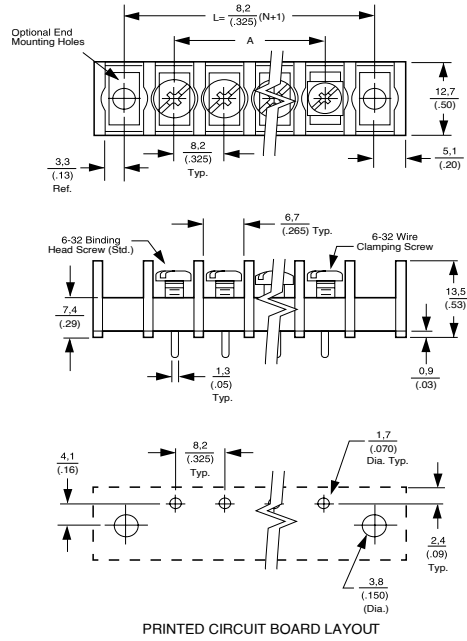 8,2
L= (.325) (N+1)
Optional End
Mounting Holes
A
12,7
(.50)
3,3
(.13)
Ref.
8,2
(.325)
Typ.
5,1
(.20)
6-32 Binding
Head Screw (Std.)
6,7
(.265) Typ.
6-32 Wire
Clamping Screw
7,4
(.29)
13,5
(.53)
1,3
(.05)
Typ.
0,9
(.03)
4,1
(.16)
8,2
(.325)
Typ.
1,7
(.070)
Dia. Typ.
2,4
(.09)
Typ.
3,8
(.150)
(Dia.)
PRINTED CIRCUIT BOARD LAYOUT